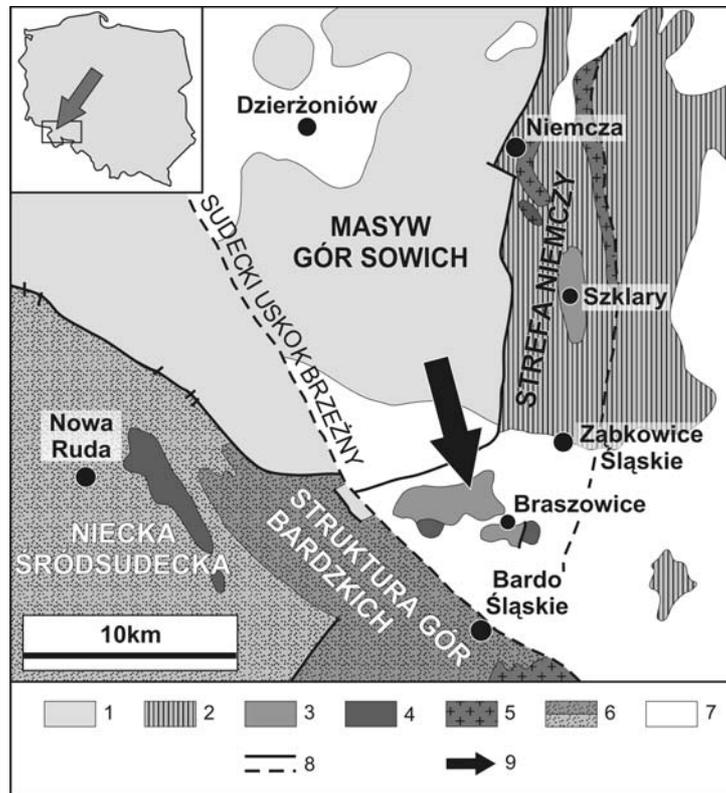 Dzierżoniów
Niemcza
MASYW
GÓR SOWICH
SUDECKI USKOK BRZEŻNY
STREFA NIEMCZY
Szklary
Nowa
Ruda
Ząbkowice
Śląskie
NIECKA
ŚRÓDSUDECKA
STRUKTURA GÓR
BARDZKICH
Braszowice
Bardo
Śląskie
10km
1 2 3 4 5 6 7
8 9